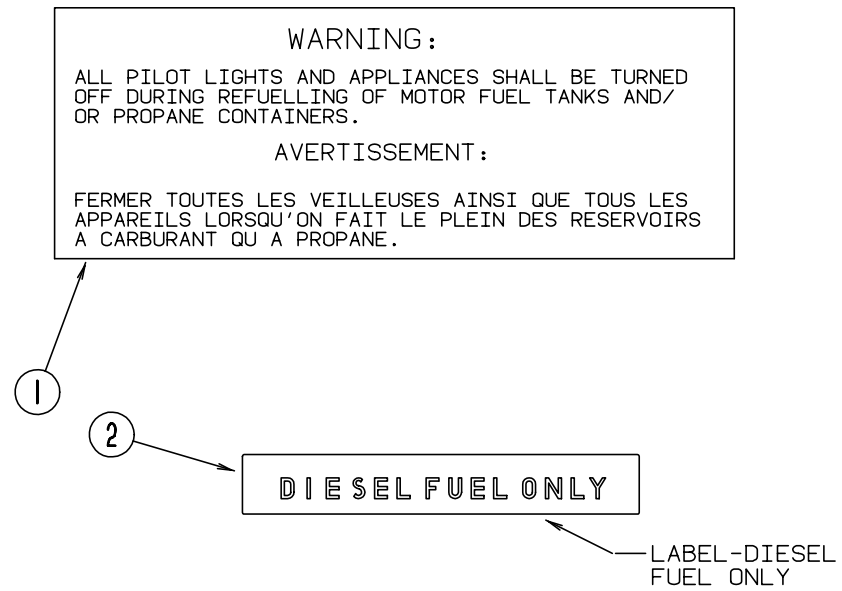 WARNING:
ALL PILOT LIGHTS AND APPLIANCES SHALL BE TURNED
OFF DURING REFUELLING OF MOTOR FUEL TANKS AND/
OR PROPANE CONTAINERS.
AVERTISSEMENT:
FERMER TOUTES LES VEILLEUSES AINSI QUE TOUS LES
APPAREILS LORSQU'ON FAIT LE PLEIN DES RESERVOIRS
A CARBURANT QU A PROPANE.
1
2
DIESEL FUEL ONLY
LABEL-DIESEL
FUEL ONLY